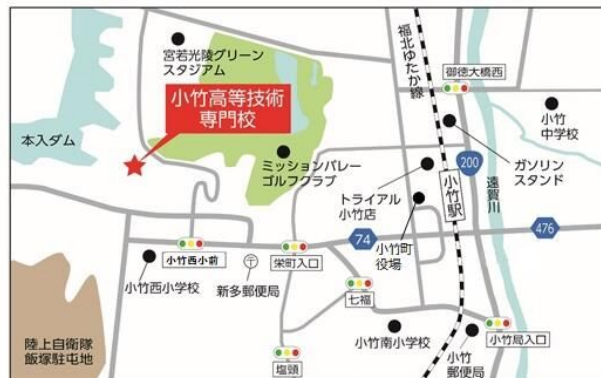 宮若光陵グリーン
スタジアム
小竹高等技術
専門校
本入ダム
ミッションバレー
ゴルフクラブ
福北ゆたか線
御徳大橋西
小竹
中学校
ガソリン
スタンド
200
遠賀川
小竹駅
トライアル
小竹店
小竹町
役場
74
476
小竹西小前
小竹西小学校
新多郵便局
栄町入口
七福
小竹南小学校
小竹
郵便局
小竹局入口
塩頭
陸上自衛隊
飯塚駐屯地